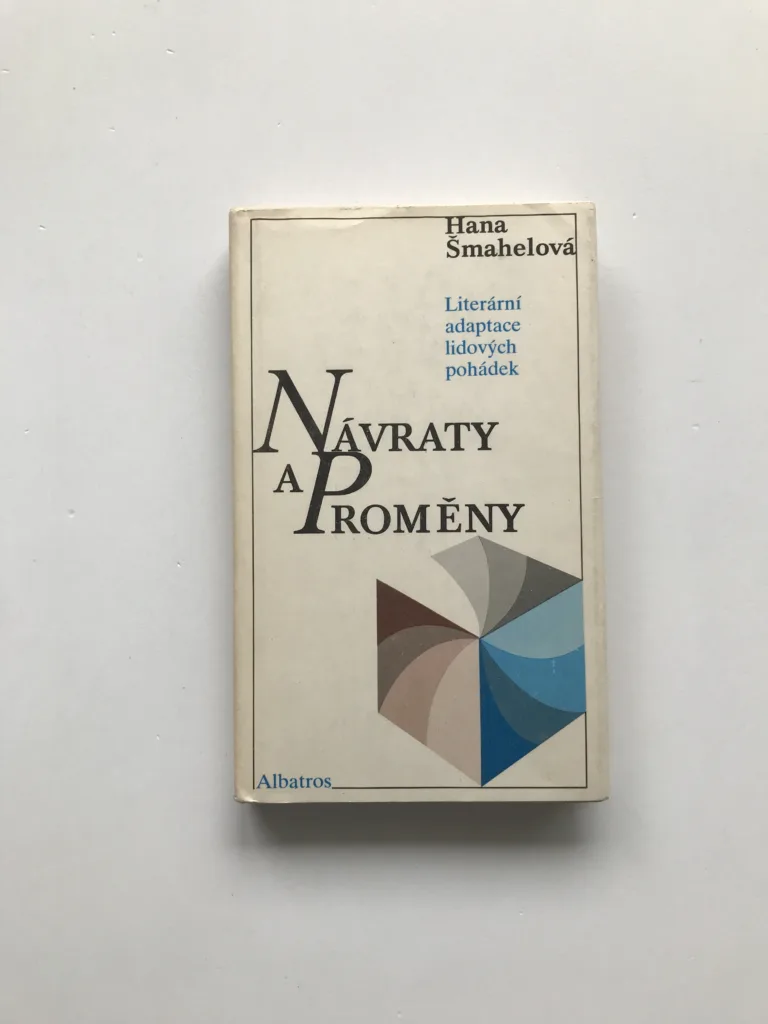 Hana
Šmahelová
Literární
adaptace
lidových
pohádek
NÁVRATY
A PROMĚNY
Albatros